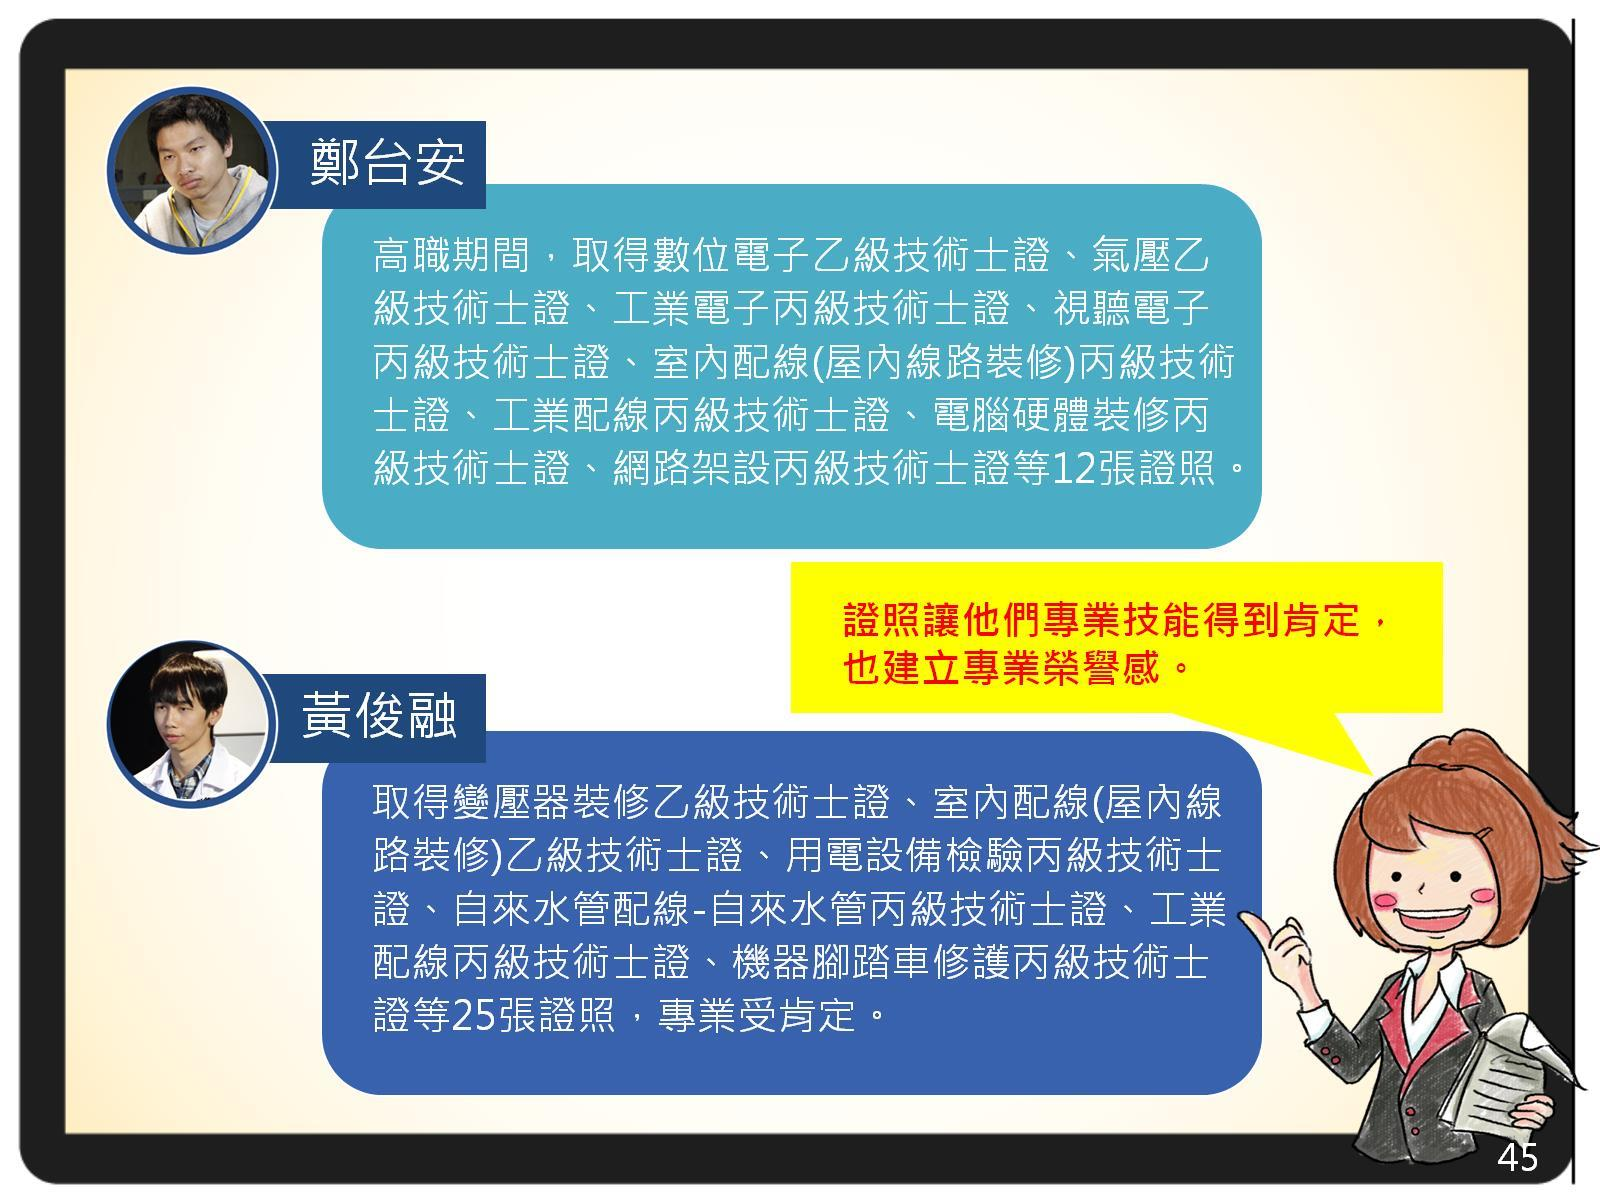 鄭台安
高職期間，取得數位電子乙級技術士證、氣壓乙
級技術士證、工業電子丙級技術士證、視聽電子
丙級技術士證、室內配線(屋內線路裝修)丙級技術
士證、工業配線丙級技術士證、電腦硬體裝修丙
級技術士證、網路架設丙級技術士證等12張證照。
證照讓他們專業技能得到肯定，
也建立專業榮譽感。
黃俊融
取得變壓器裝修乙級技術士證、室內配線(屋內線
路裝修)乙級技術士證、用電設備檢驗丙級技術士
證、自來水管配線-自來水管丙級技術士證、工業
配線丙級技術士證、機器腳踏車修護丙級技術士
證等25張證照，專業受肯定。
45